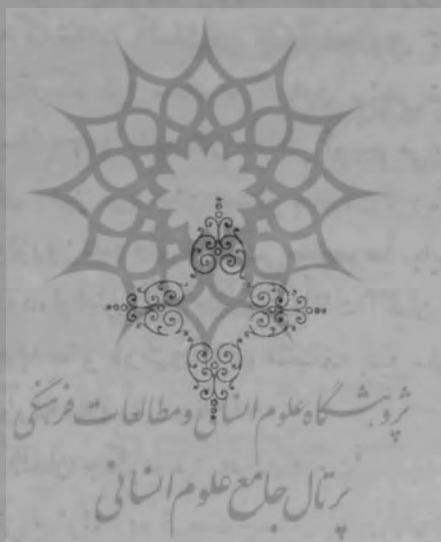 پژوهشگاه علوم انسانی و مطالعات فرهنگی
پرتال جامع علوم انسانی